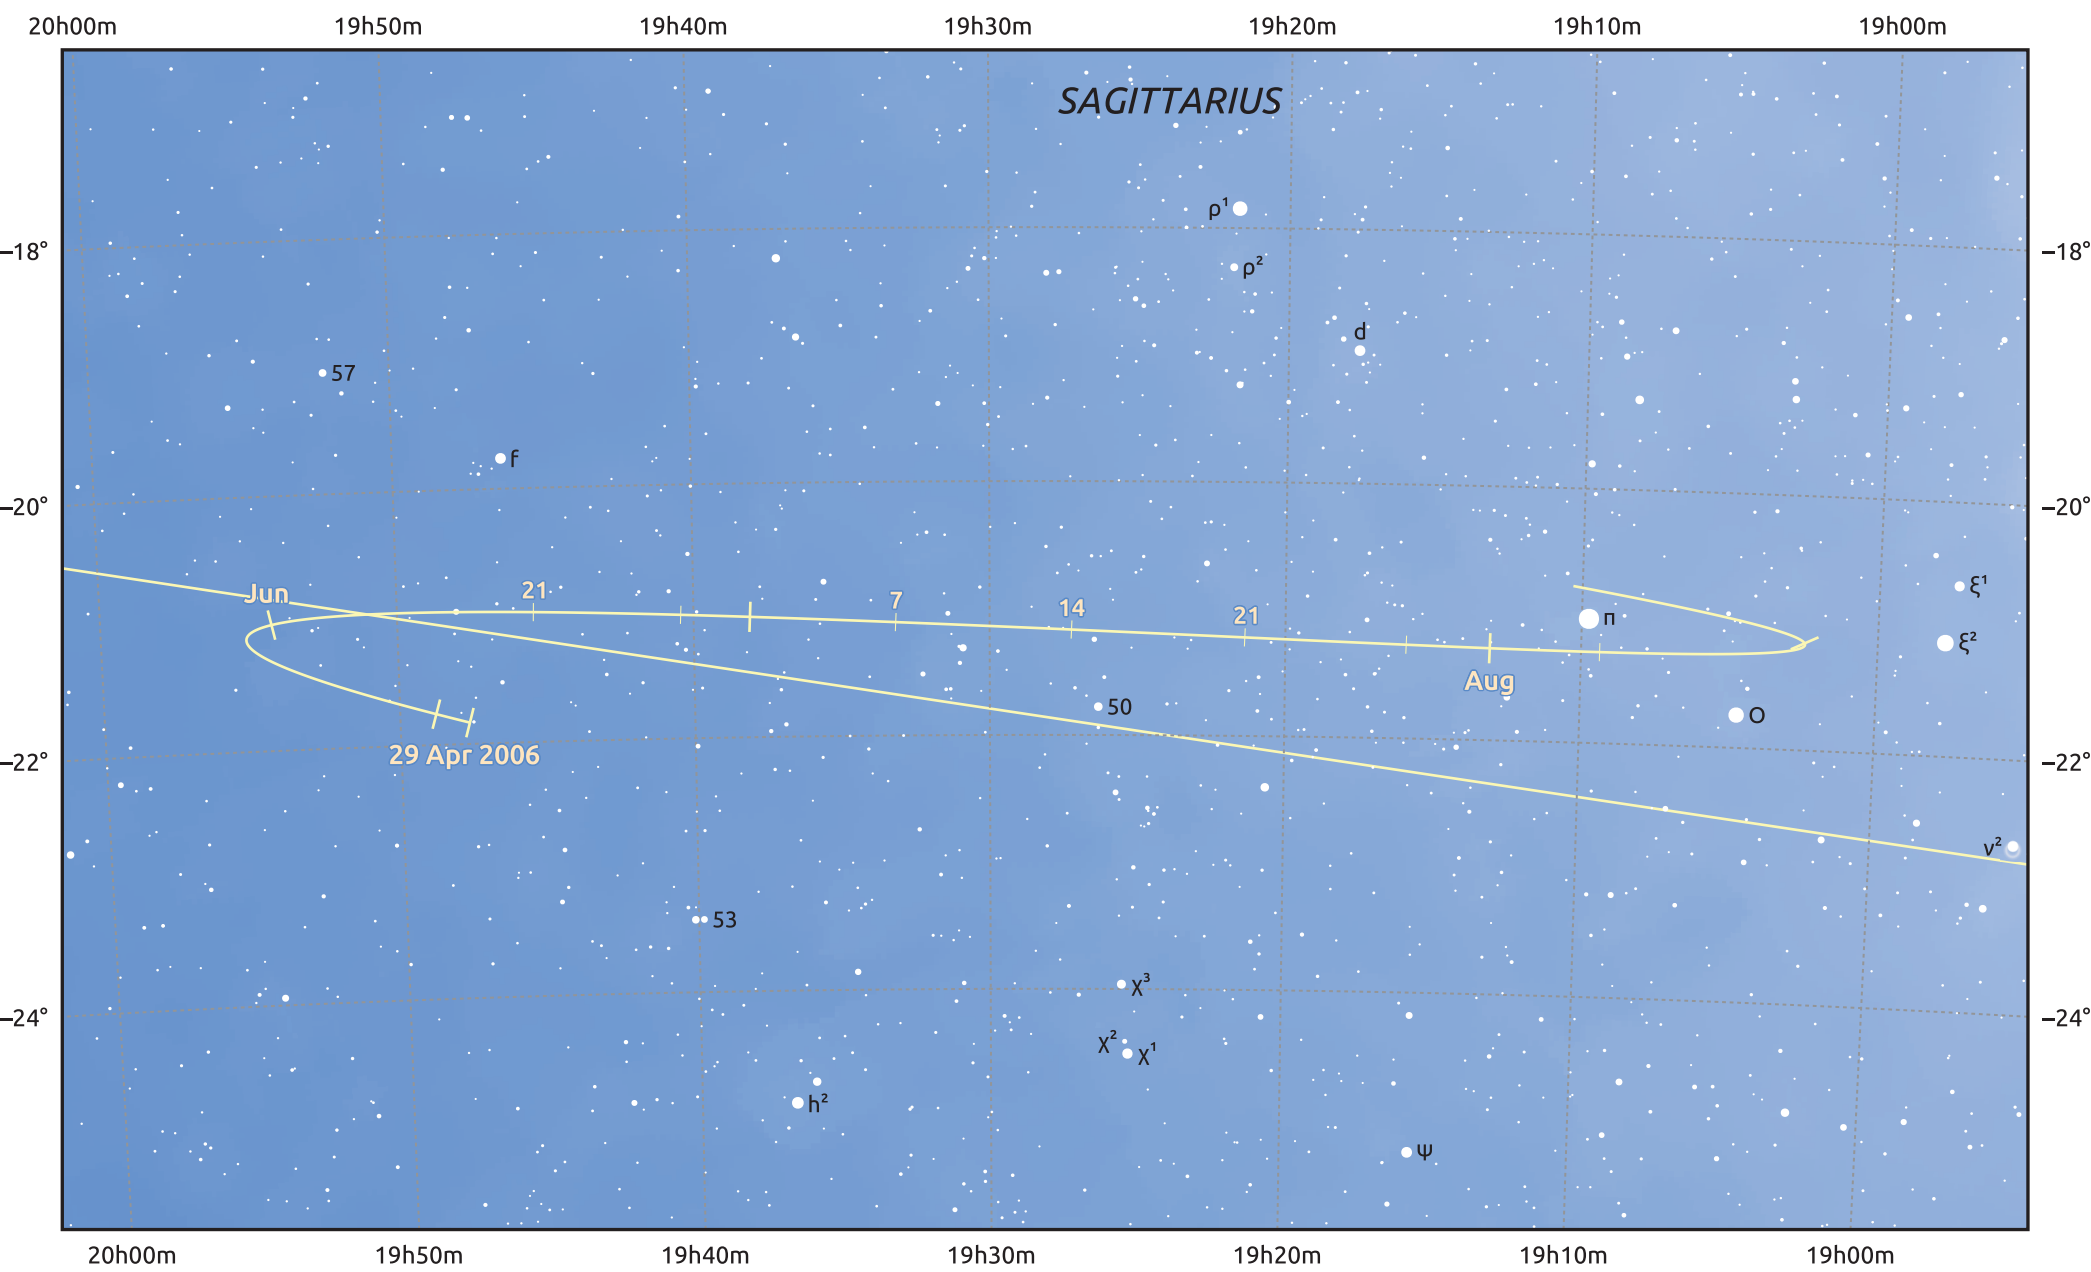 20h00m 19h50m 19h40m 19h30m 19h20m 19h10m 19h00m
SAGITTARIUS
ρ¹
−18° ρ² −18°
d
57
f
−20° −20°
Jun 21 7 14 21 π ξ¹
ξ²
Aug
50 ο
29 Apr 2006
−22° −22°
ν²
53
χ³
−24° −24°
χ² χ¹
h²
ψ
20h00m 19h50m 19h40m 19h30m 19h20m 19h10m 19h00m